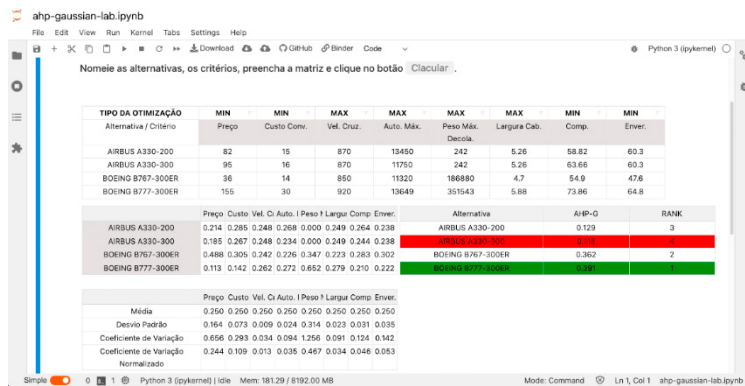 ahp-gaussian-lab.ipynb
File Edit View Run Kernel Tabs Settings Help
Download GitHub Binder Code Python 3 (ipykernel)
Nomeie as alternativas, os critérios, preencha a matriz e clique no botão Clacular .
TIPO DA OTIMIZAÇÃO MIN MIN MAX MAX MAX MAX MIN MIN
Alternativa / Critério Preço Custo Conv. Vel. Cruz. Auto. Máx. Peso Máx. Decola. Largura Cab. Comp. Enver.
AIRBUS A330-200 82 15 870 13450 242 5.26 58.82 60.3
AIRBUS A330-300 95 16 870 11750 242 5.26 63.66 60.3
BOEING B767-300ER 36 14 850 11320 186880 4.7 54.9 47.6
BOEING B777-300ER 155 30 920 13649 351543 5.88 73.86 64.8
Preço Custo Vel. Auto. Peso Largur Comp Enver. Alternativa AHP-G RANK
AIRBUS A330-200 0.214 0.285 0.248 0.268 0.000 0.249 0.264 0.238 AIRBUS A330-200 0.129 3
AIRBUS A330-300 0.185 0.267 0.248 0.234 0.000 0.249 0.244 0.238 AIRBUS A330-300 0.118 4
BOEING B767-300ER 0.488 0.305 0.242 0.226 0.347 0.223 0.283 0.302 BOEING B767-300ER 0.362 2
BOEING B777-300ER 0.113 0.142 0.262 0.272 0.652 0.279 0.210 0.222 BOEING B777-300ER 0.391 1
Preço Custo Vel. Auto. Peso Largur Comp Enver.
Média 0.250 0.250 0.250 0.250 0.250 0.250 0.250 0.250
Desvio Padrão 0.164 0.073 0.009 0.024 0.314 0.023 0.031 0.035
Coeficiente de Variação 0.656 0.293 0.034 0.094 1.256 0.091 0.124 0.142
Coeficiente de Variação Normalizado 0.244 0.109 0.013 0.035 0.467 0.034 0.046 0.053
Simple 0 1 Python 3 (ipykernel) | Idle Mem: 181.29 / 8192.00 MB Mode: Command Ln 1, Col 1 ahp-gaussian-lab.ipynb